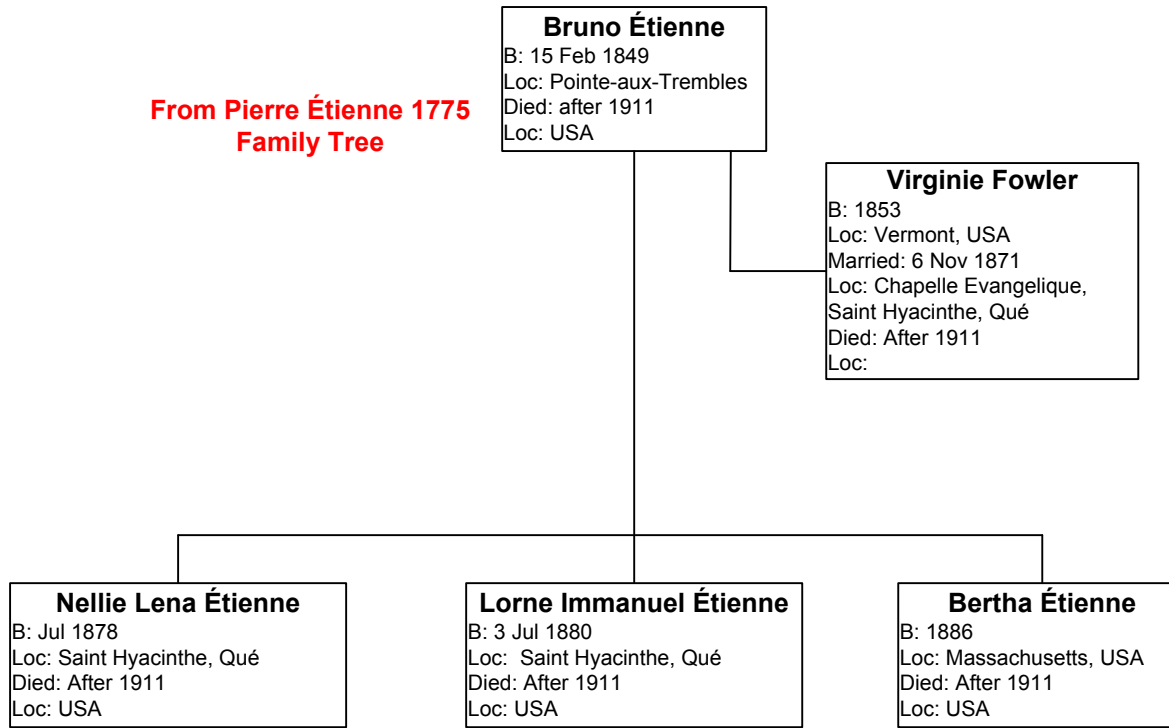 Bruno Étienne
B: 15 Feb 1849
Loc: Pointe-aux-Trembles
Died: after 1911
Loc: USA
From Pierre Étienne 1775
Family Tree
Virginie Fowler
B: 1853
Loc: Vermont, USA
Married: 6 Nov 1871
Loc: Chapelle Evangelique,
Saint Hyacinthe, Qué
Died: After 1911
Loc:
Nellie Lena Étienne
B: Jul 1878
Loc: Saint Hyacinthe, Qué
Died: After 1911
Loc: USA
Lorne Immanuel Étienne
B: 3 Jul 1880
Loc:  Saint Hyacinthe, Qué
Died: After 1911
Loc: USA
Bertha Étienne
B: 1886
Loc: Massachusetts, USA
Died: After 1911
Loc: USA